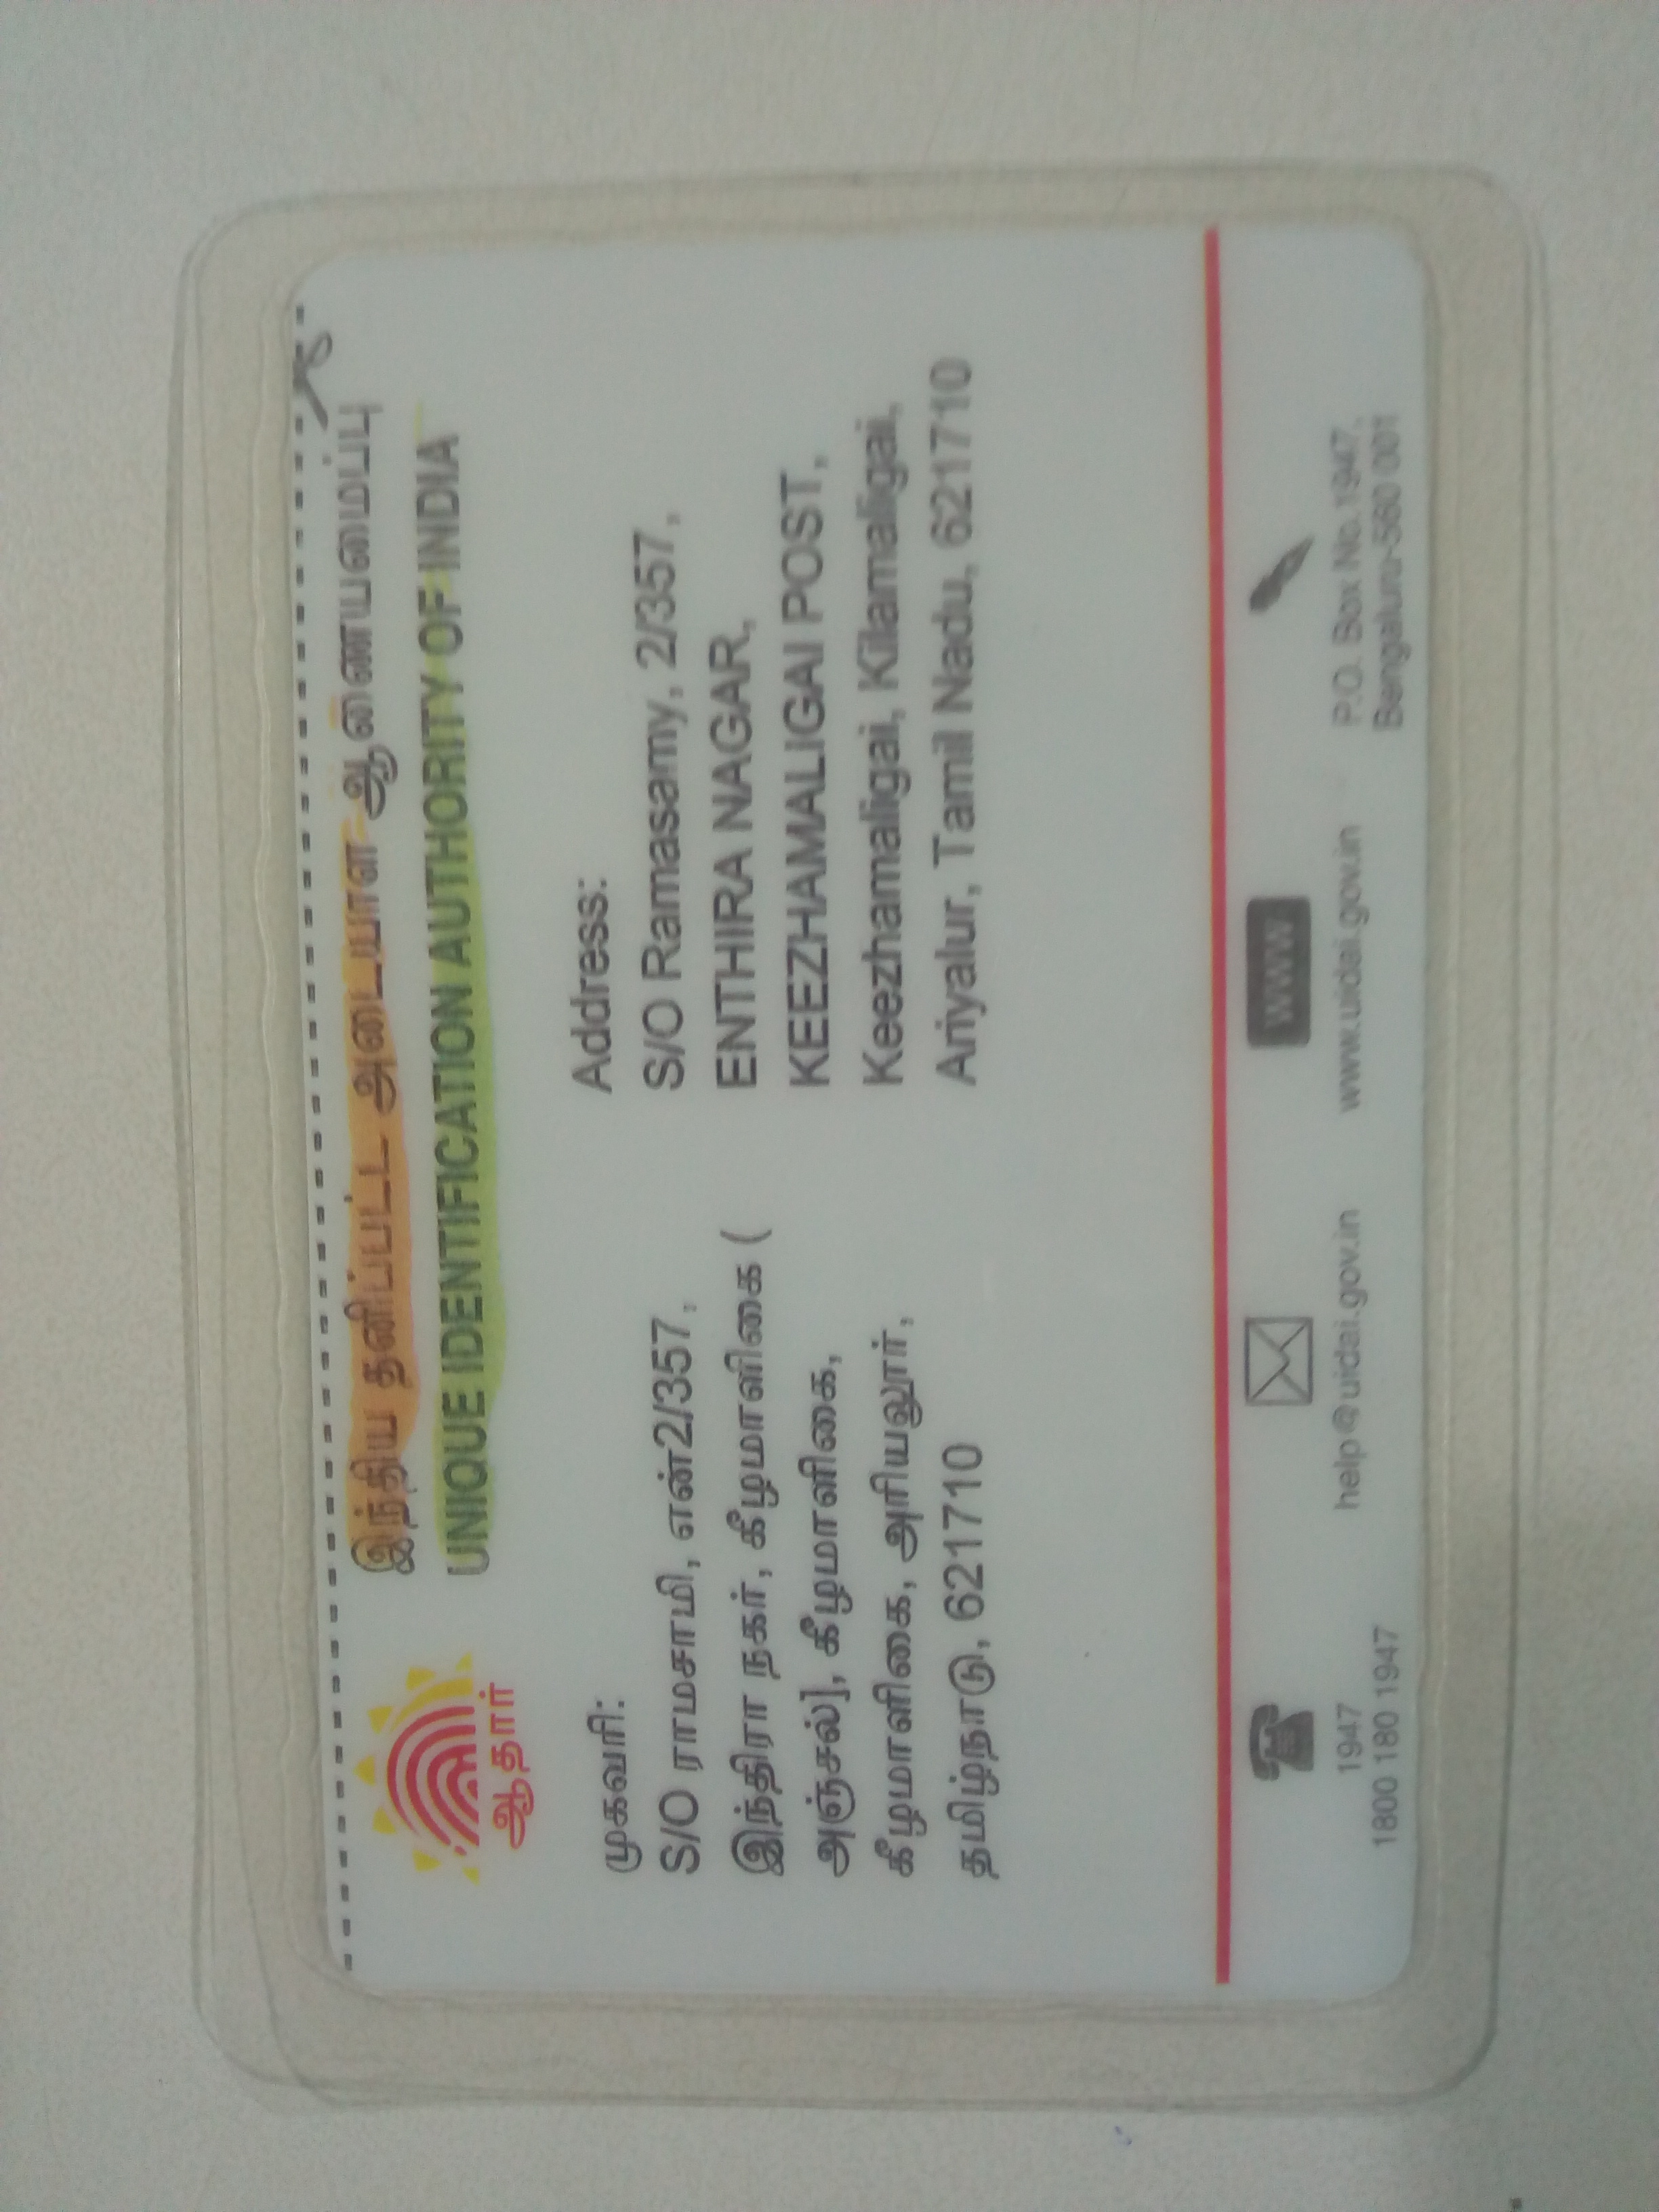 இந்திய தனிப்பட்ட அடையாள ஆணையமைப்பு
UNIQUE IDENTIFICATION AUTHORITY OF INDIA
ஆதார்
முகவரி:
S/O ராமசாமி, என்2/357,
இந்திரா நகர், கீழமாளிகை (
அஞ்சல்], கீழமாளிகை,
கீழமாளிகை, அரியலூர்,
தமிழ்நாடு, 621710
Address:
S/O Ramasamy, 2/357,
ENTHIRA NAGAR,
KEEZHAMALIGAI POST,
Keezhamaligai, Kilamaligai,
Ariyalur, Tamil Nadu, 621710
1947
1800 180 1947
help@uidai.gov.in
WWW
www.uidai.gov.in
P.O. Box No.1947,
Bengaluru-560 001